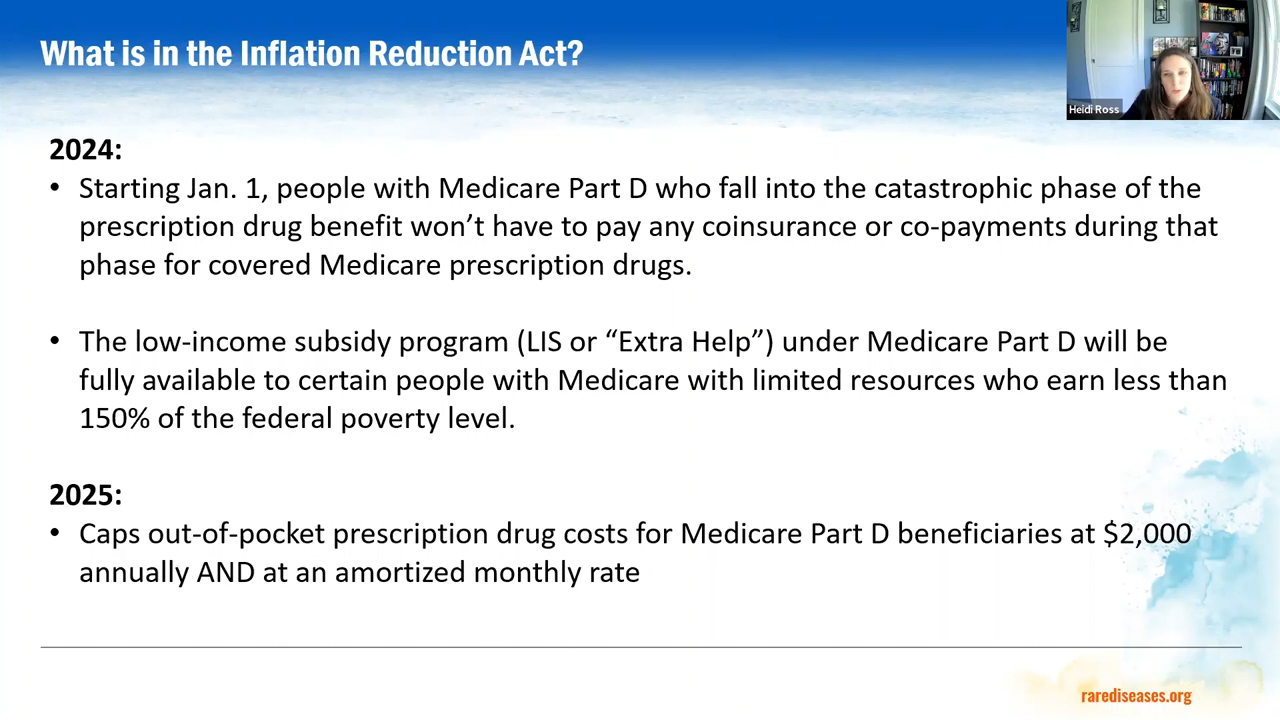 What is in the Inflation Reduction Act?
Heidi Ross
2024:
• Starting Jan. 1, people with Medicare Part D who fall into the catastrophic phase of the
prescription drug benefit won’t have to pay any coinsurance or co-payments during that
phase for covered Medicare prescription drugs.
• The low-income subsidy program (LIS or “Extra Help”) under Medicare Part D will be
fully available to certain people with Medicare with limited resources who earn less than
150% of the federal poverty level.
2025:
• Caps out-of-pocket prescription drug costs for Medicare Part D beneficiaries at $2,000
annually AND at an amortized monthly rate
rarediseases.org